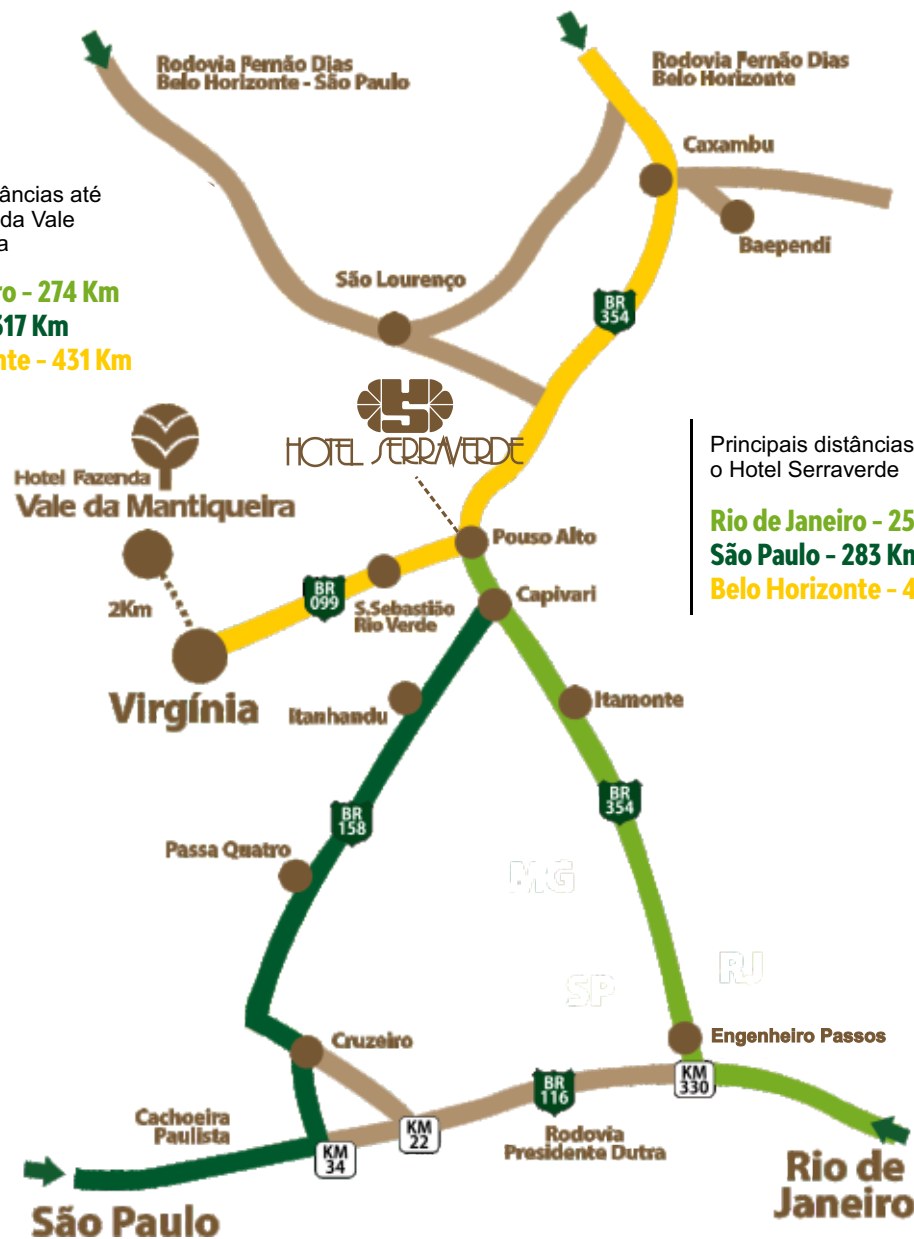 Rodovia Fernão Dias
Belo Horizonte - São Paulo
Rodovia Fernão Dias
Belo Horizonte
Caxambu
Baependi
âncias até
da Vale
a
ro - 274 Km
317 Km
nte - 431 Km
São Lourenço
BR
354
HOTEL SERRAVERDE
Hotel Fazenda
Vale da Mantiqueira
Principais distâncias
o Hotel Serraverde
Rio de Janeiro - 25
São Paulo - 283 Km
Belo Horizonte - 4
Pouso Alto
BR
099
S.Sebastião
Rio Verde
2Km
Capivari
Virgínia
Itanhandu
Itamonte
BR
354
BR
158
Passa Quatro
MG
RJ
SP
Engenheiro Passos
Cruzeiro
KM
330
BR
116
Cachoeira
Paulista
KM
22
KM
34
Rodovia
Presidente Dutra
Rio de
Janeiro
São Paulo